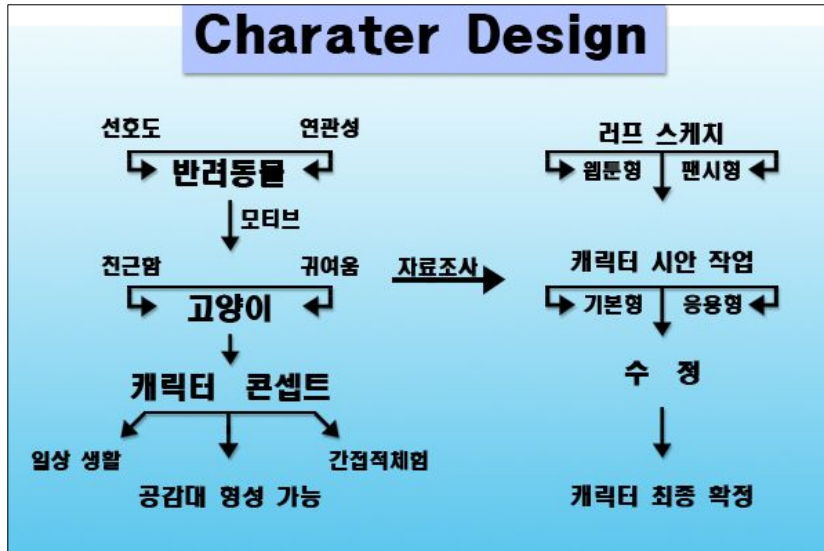 Charater Design
선호도 연관성
반려동물
모티브
친근함 귀여움
고양이
캐릭터 콘셉트
일상 생활 간접적체험
공감대 형성 가능
자료조사
러프 스케치
웹툰형 팬시형
캐릭터 시안 작업
기본형 응용형
수 정
캐릭터 최종 확정